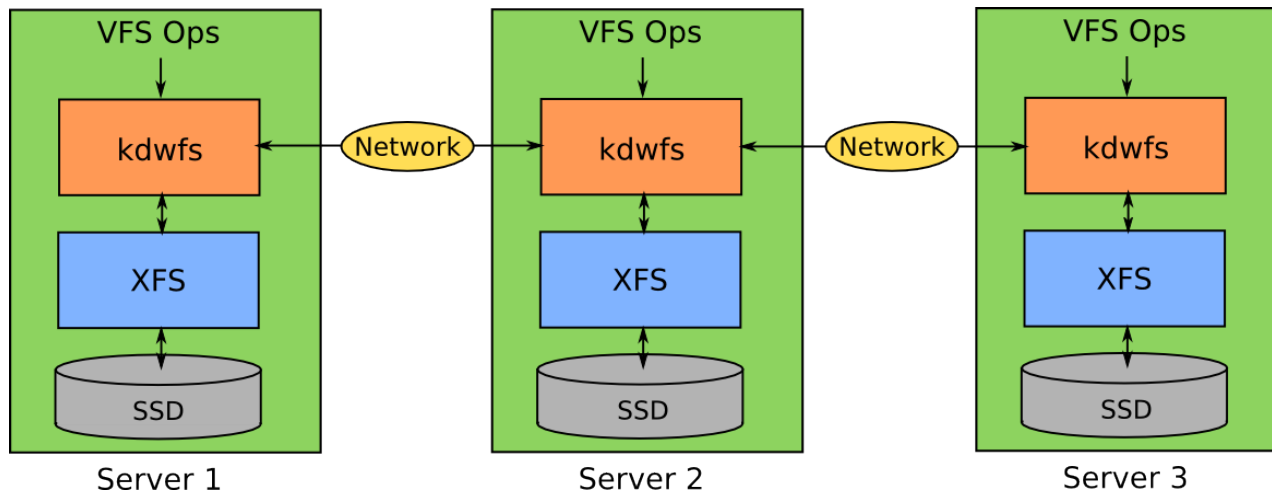 VFS Ops
VFS Ops
VFS Ops
kdwfs
Network
kdwfs
Network
kdwfs
XFS
XFS
XFS
SSD
SSD
SSD
Server 1
Server 2
Server 3